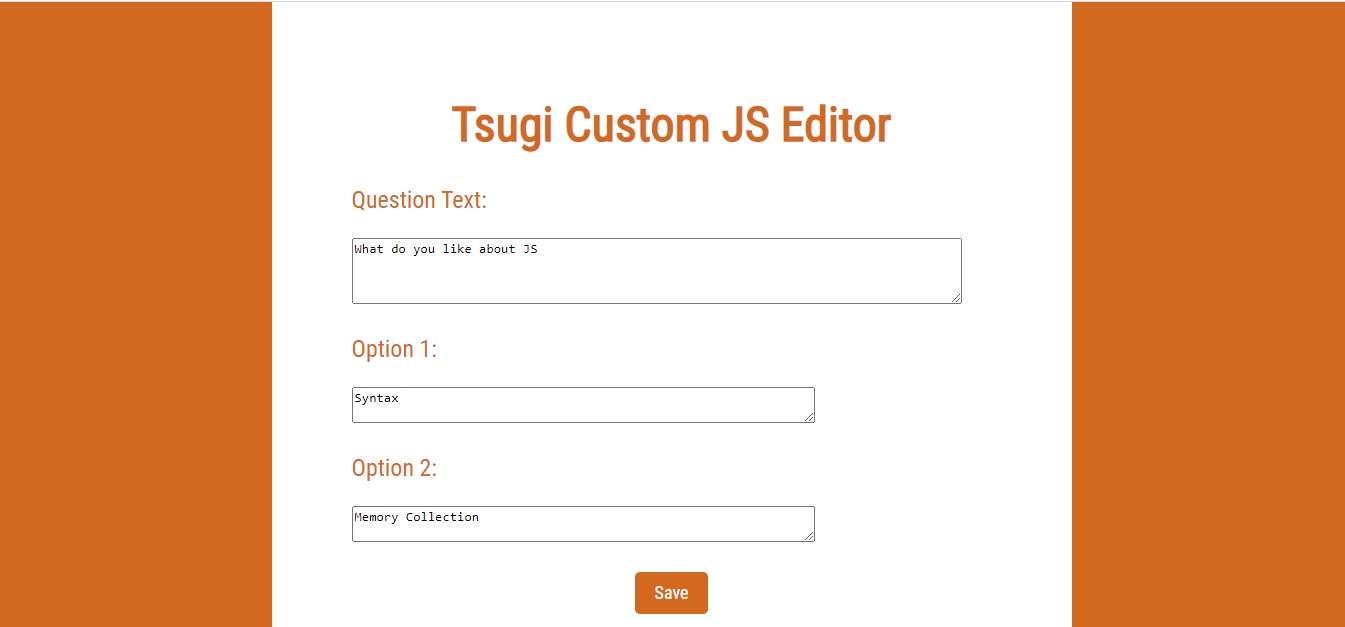 Tsugi Custom JS Editor
Question Text:
What do you like about JS
Option 1:
Syntax
Option 2:
Memory Collection
Save